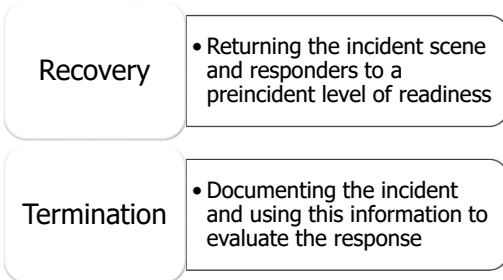 Recovery
• Returning the incident scene
and responders to a
preincident level of readiness
Termination
• Documenting the incident
and using this information to
evaluate the response